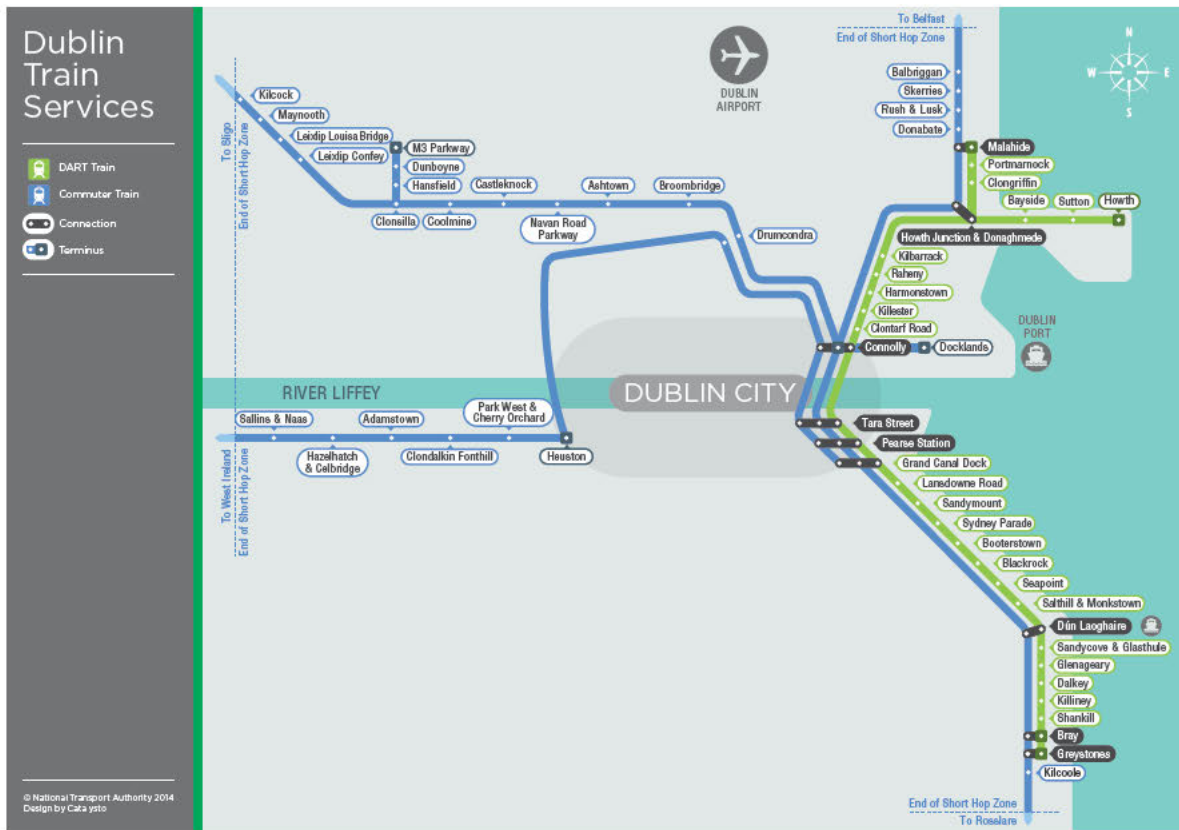 Dublin
Train
Services
DART Train
Commuter Train
Connection
Terminus
© National Transport Authority 2014
Design by Catalysto
To Belfast
End of Short Hop Zone
DUBLIN
AIRPORT
N
W
E
S
Balbriggan
Skerries
Rush & Lusk
Donabate
Malahide
Portmarnock
Clongriffin
Bayside
Sutton
Howth
Howth Junction & Donaghmede
Kilbarrack
Raheny
Harmonstown
Killester
Clontarf Road
Connolly
Docklands
DUBLIN
PORT
To Sligo
End of Short Hop Zone
Kilcock
Maynooth
Leixlip Louisa Bridge
Leixlip Confey
M3 Parkway
Dunboyne
Hansfield
Clonsilla
Coolmine
Castleknock
Navan Road
Parkway
Ashtown
Broombridge
Drumcondra
RIVER LIFFEY
DUBLIN CITY
To West Ireland
End of Short Hop Zone
Sallins & Naas
Hazelhatch
& Celbridge
Adamstown
Clondalkin Fonthill
Park West &
Cherry Orchard
Heuston
Tara Street
Pearse Station
Grand Canal Dock
Lansdowne Road
Sandymount
Sydney Parade
Booterstown
Blackrock
Seapoint
Salthill & Monkstown
Dún Laoghaire
Sandycove & Glasthule
Glenageary
Dalkey
Killiney
Shankill
Bray
Greystones
Kilcoole
End of Short Hop Zone
To Rosslare